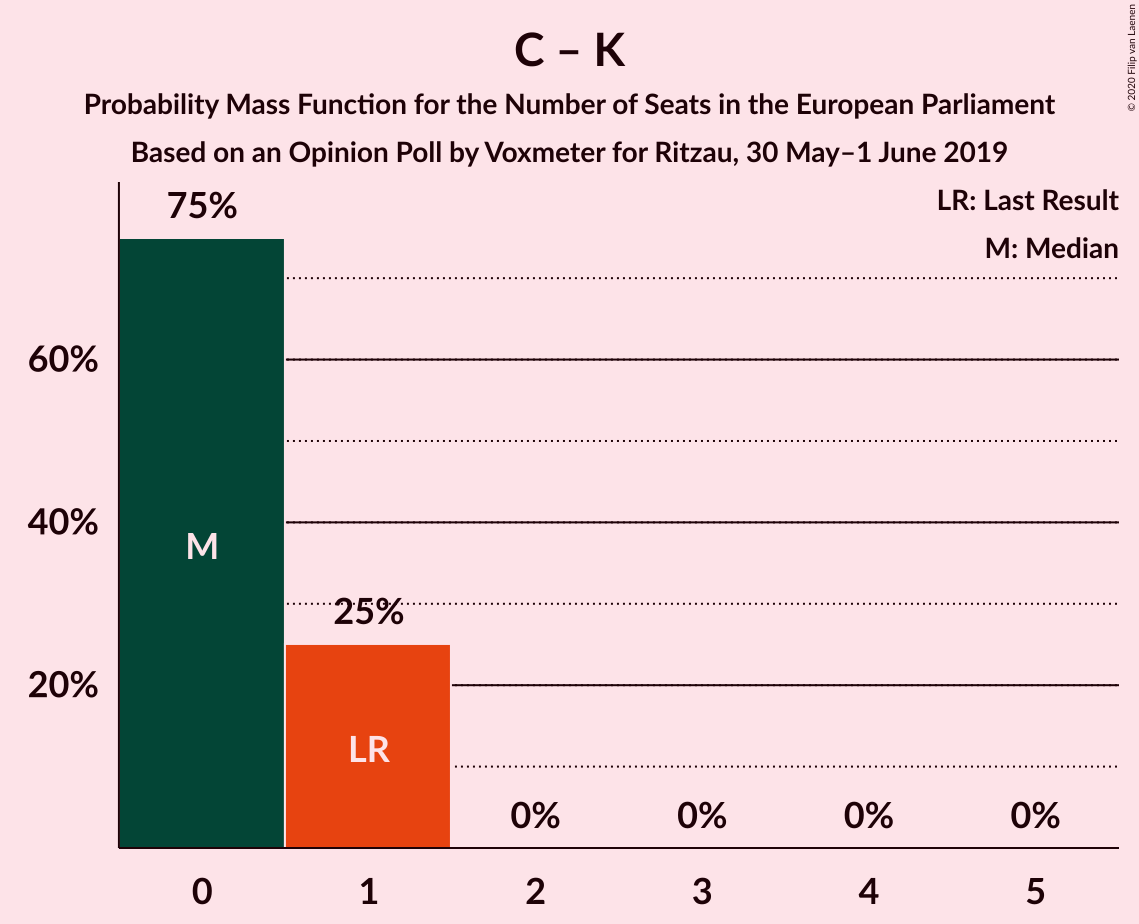 C – K
Probability Mass Function for the Number of Seats in the European Parliament
Based on an Opinion Poll by Voxmeter for Ritzau, 30 May–1 June 2019
© 2020 Filip van Laenen
LR: Last Result
M: Median
75%
60%
40%
M
25%
20%
LR
0% 0% 0% 0%
0 1 2 3 4 5